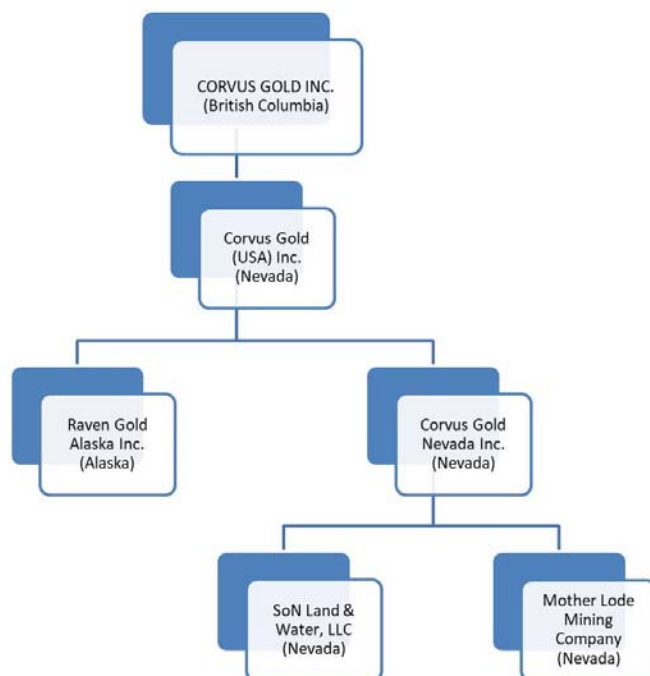 CORVUS GOLD INC.
(British Columbia)
Corvus Gold
(USA) Inc.
(Nevada)
Raven Gold
Alaska Inc.
(Alaska)
Corvus Gold
Nevada Inc.
(Nevada)
SoN Land &
Water, LLC
(Nevada)
Mother Lode
Mining
Company
(Nevada)